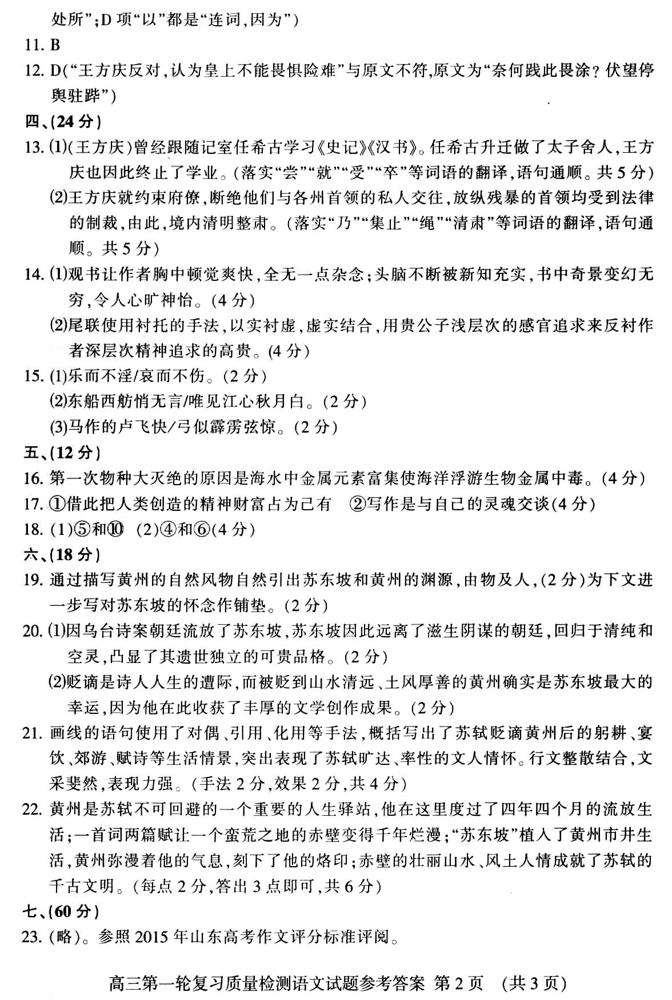 处所”;D 项“以”都是“连词,因为”)
11. B
12. D(“王方庆反对,认为皇上不能畏惧险难”与原文不符,原文为“奈何践此畏涂? 伏望停
舆驻跸”)
四、(24 分)
13. (1)(王方庆)曾经跟随记室任希古学习《史记》《汉书》。任希古升迁做了太子舍人,王方
庆也因此终止了学业。(落实“尝”“就”“受”“卒”等词语的翻译,语句通顺。共 5 分)
(2)王方庆就约束府僚,断绝他们与各州首领的私人交往,放纵残暴的首领均受到法律
的制裁,由此,境内清明整肃。(落实“乃”“集止”“绳”“清肃”等词语的翻译,语句通
顺。共 5 分)
14. (1)观书让作者胸中顿觉爽快,全无一点杂念;头脑不断被新知充实,书中奇景变幻无
穷,令人心旷神怡。(4 分)
(2)尾联使用衬托的手法,以实衬虚,虚实结合,用贵公子浅层次的感官追求来反衬作
者深层次精神追求的高贵。(4 分)
15. (1)乐而不淫/哀而不伤。(2 分)
(2)东船西舫悄无言/唯见江心秋月白。(2 分)
(3)马作的卢飞快/弓似霹雳弦惊。(2 分)
五、(12 分)
16. 第一次物种大灭绝的原因是海水中金属元素富集使海洋浮游生物金属中毒。(4 分)
17. ①借此把人类创造的精神财富占为己有 ②写作是与自己的灵魂交谈(4 分)
18. (1)⑤和⑩ (2)④和⑥(4 分)
六、(18 分)
19. 通过描写黄州的自然风物自然引出苏东坡和黄州的渊源,由物及人,(2 分)为下文进
一步写对苏东坡的怀念作铺垫。(2 分)
20. (1)因乌台诗案朝廷流放了苏东坡,苏东坡因此远离了滋生阴谋的朝廷,回归于清纯和
空灵,凸显了其遗世独立的可贵品格。(2 分)
(2)贬谪是诗人人生的遭际,而被贬到山水清远、土风厚善的黄州确实是苏东坡最大的
幸运,因为他在此收获了丰厚的文学创作成果。(2 分)
21. 画线的语句使用了对偶、引用、化用等手法,概括写出了苏轼贬谪黄州后的躬耕、宴
饮、郊游、赋诗等生活情景,突出表现了苏轼旷达、率性的文人情怀。行文整散结合,文
采斐然,表现力强。(手法 2 分,效果 2 分,共 4 分)
22. 黄州是苏轼不可回避的一个重要的人生驿站,他在这里度过了四年四个月的流放生
活;一首词两篇赋让一个蛮荒之地的赤壁变得千年烂漫;“苏东坡”植入了黄州市井生
活,黄州弥漫着他的气息,刻下了他的烙印;赤壁的壮丽山水、风土人情成就了苏轼的
千古文明。(每点 2 分,答出 3 点即可,共 6 分)
七、(60 分)
23. (略)。参照 2015 年山东高考作文评分标准评阅。
高三第一轮复习质量检测语文试题参考答案 第 2 页 (共 3 页)